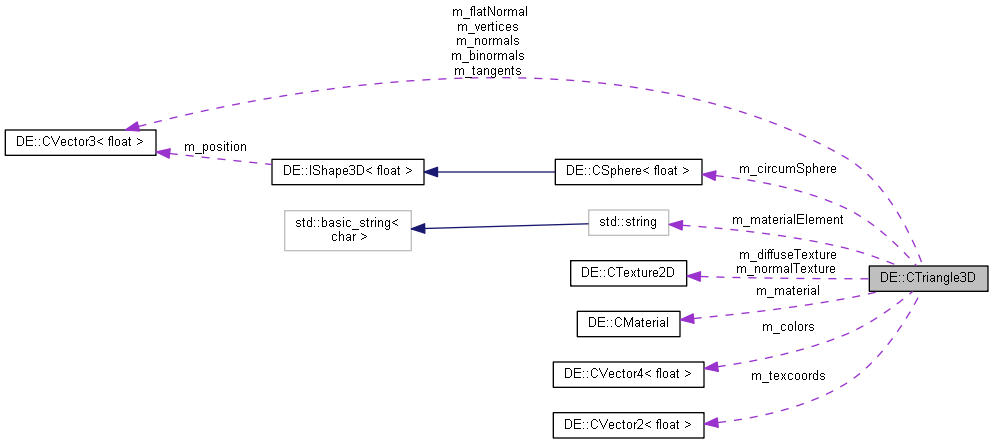 m_flatNormal
m_vertices
m_normals
m_binormals
m_tangents
DE::CVector3< float >
m_position
DE::IShape3D< float >
DE::CSphere< float >
m_circumSphere
std::basic_string<
char >
std::string
m_materialElement
m_diffuseTexture
m_normalTexture
DE::CTexture2D
DE::CTriangle3D
m_material
DE::CMaterial
m_colors
DE::CVector4< float >
m_texcoords
DE::CVector2< float >